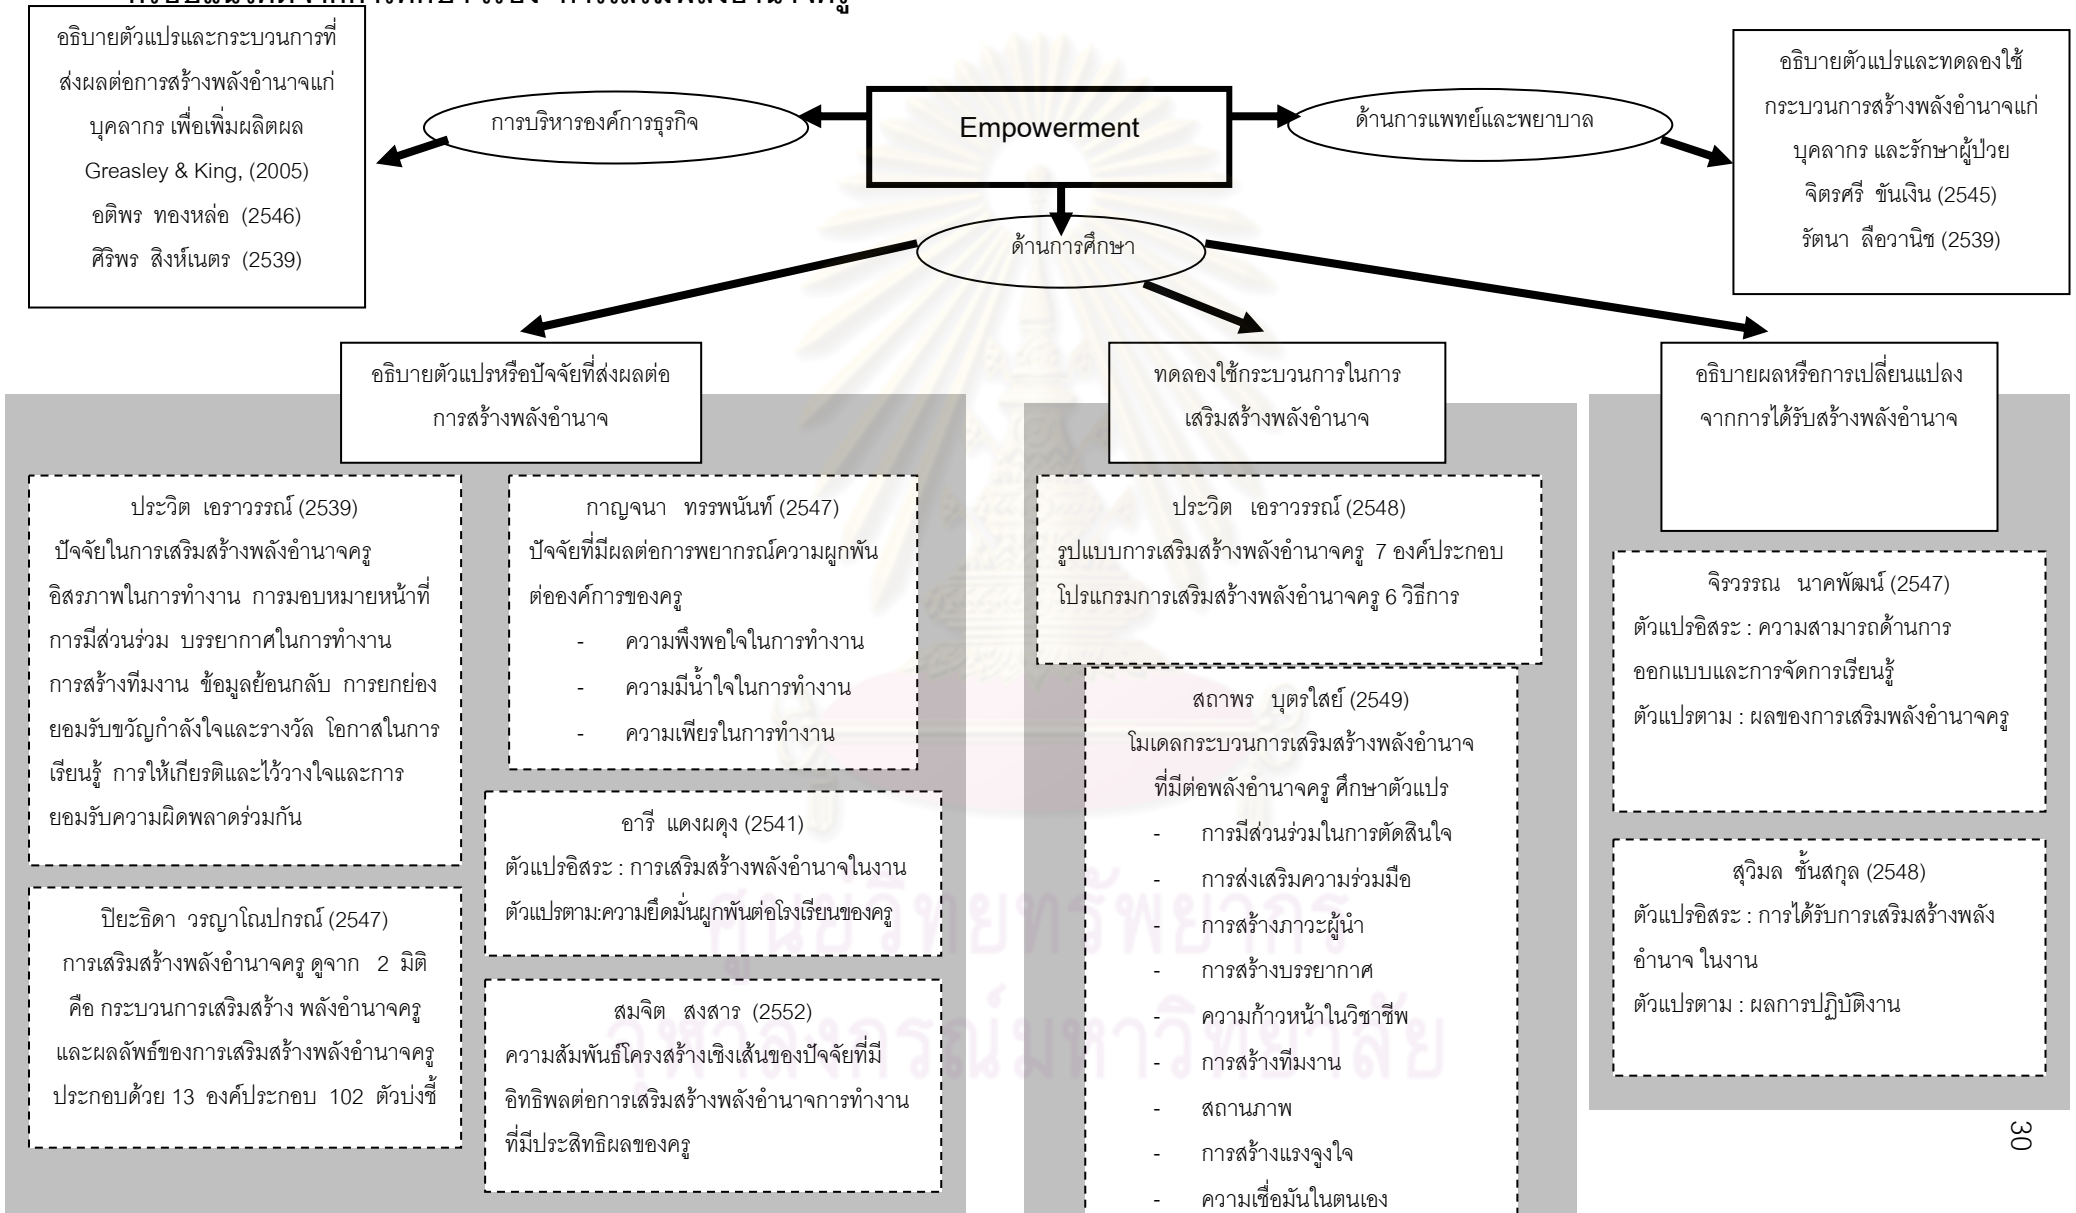 กรอบแนวคิดจากการศึกษา เรื่อง การเสริมพลังอำนาจครู
อธิบายตัวแปรและกระบวนการที่
ส่งผลต่อการสร้างพลังอำนาจแก่
บุคลากร เพื่อเพิ่มผลิตผล
Greasley & King, (2005)
อติพร ทองหล่อ (2546)
ศิริพร สิงห์เนตร (2539)
การบริหารองค์การธุรกิจ
Empowerment
ด้านการแพทย์และพยาบาล
อธิบายตัวแปรและทดลองใช้
กระบวนการสร้างพลังอำนาจแก่
บุคลากร และรักษาผู้ป่วย
จิตรศรี ขันเงิน (2545)
รัตนา ลือวานิช (2539)
ด้านการศึกษา
อธิบายตัวแปรหรือปัจจัยที่ส่งผลต่อ
การสร้างพลังอำนาจ
ประวิต เอราวรรณ์ (2539)
ปัจจัยในการเสริมสร้างพลังอำนาจครู
อิสรภาพในการทำงาน การมอบหมายหน้าที่
การมีส่วนร่วม บรรยากาศในการทำงาน
การสร้างทีมงาน ข้อมูลย้อนกลับ การยกย่อง
ยอมรับขวัญกำลังใจและรางวัล โอกาสในการ
เรียนรู้ การให้เกียรติและไว้วางใจและการ
ยอมรับความผิดพลาดร่วมกัน
ปิยะธิดา วรญาโณปกรณ์ (2547)
การเสริมสร้างพลังอำนาจครู ดูจาก 2 มิติ
คือ กระบวนการเสริมสร้าง พลังอำนาจครู
และผลลัพธ์ของการเสริมสร้างพลังอำนาจครู
ประกอบด้วย 13 องค์ประกอบ 102 ตัวบ่งชี้
กาญจนา ทรรพนันท์ (2547)
ปัจจัยที่มีผลต่อการพยากรณ์ความผูกพัน
ต่อองค์การของครู
- ความพึงพอใจในการทำงาน
- ความมีน้ำใจในการทำงาน
- ความเพียรในการทำงาน
อารี แดงผดุง (2541)
ตัวแปรอิสระ : การเสริมสร้างพลังอำนาจในงาน
ตัวแปรตาม:ความยึดมั่นผูกพันต่อโรงเรียนของครู
สมจิต สงสาร (2552)
ความสัมพันธ์โครงสร้างเชิงเส้นของปัจจัยที่มี
อิทธิพลต่อการเสริมสร้างพลังอำนาจการทำงาน
ที่มีประสิทธิผลของครู
ทดลองใช้กระบวนการในการ
เสริมสร้างพลังอำนาจ
ประวิต เอราวรรณ์ (2548)
รูปแบบการเสริมสร้างพลังอำนาจครู 7 องค์ประกอบ
โปรแกรมการเสริมสร้างพลังอำนาจครู 6 วิธีการ
สถาพร บุตรใสย์ (2549)
โมเดลกระบวนการเสริมสร้างพลังอำนาจ
ที่มีต่อพลังอำนาจครู ศึกษาตัวแปร
- การมีส่วนร่วมในการตัดสินใจ
- การส่งเสริมความร่วมมือ
- การสร้างภาวะผู้นำ
- การสร้างบรรยากาศ
- ความก้าวหน้าในวิชาชีพ
- การสร้างทีมงาน
- สถานภาพ
- การสร้างแรงจูงใจ
- ความเชื่อมันในตนเอง
อธิบายผลหรือการเปลี่ยนแปลง
จากการได้รับสร้างพลังอำนาจ
จิรวรรณ นาคพัฒน์ (2547)
ตัวแปรอิสระ : ความสามารถด้านการ
ออกแบบและการจัดการเรียนรู้
ตัวแปรตาม : ผลของการเสริมพลังอำนาจครู
สุวิมล ชั้นสกุล (2548)
ตัวแปรอิสระ : การได้รับการเสริมสร้างพลัง
อำนาจ ในงาน
ตัวแปรตาม : ผลการปฏิบัติงาน
30
ศูนย์วิทยทรัพยากร
จุฬาลงกรณ์มหาวิทยาลัย